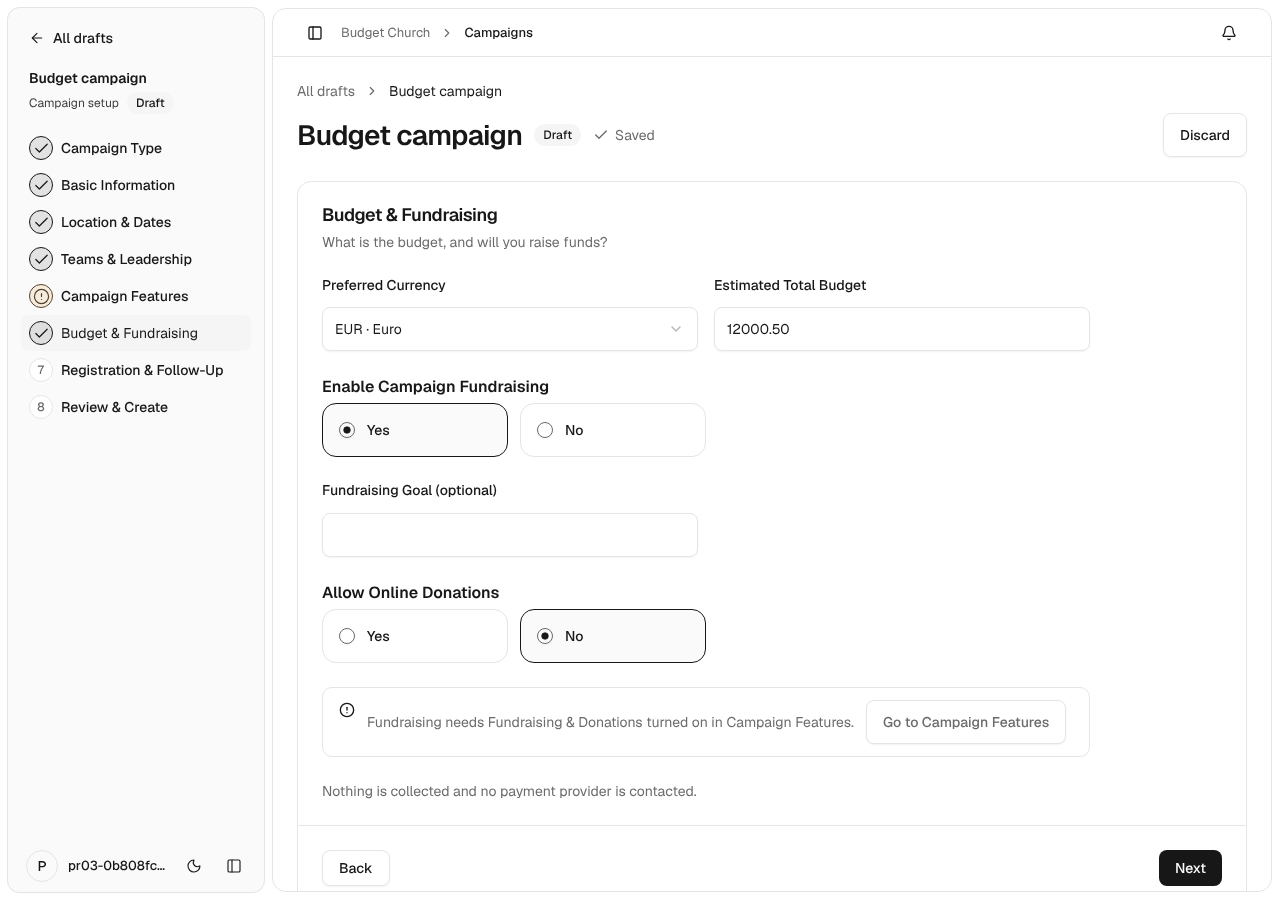 All drafts
Budget campaign
Campaign setup Draft
Campaign Type
Basic Information
Location & Dates
Teams & Leadership
Campaign Features
Budget & Fundraising
7 Registration & Follow-Up
8 Review & Create
P pr03-0b808fc...
Budget Church > Campaigns
All drafts > Budget campaign
Budget campaign Draft Saved
Discard
Budget & Fundraising
What is the budget, and will you raise funds?
Preferred Currency Estimated Total Budget
EUR · Euro 12000.50
Enable Campaign Fundraising
Yes No
Fundraising Goal (optional)
Allow Online Donations
Yes No
Fundraising needs Fundraising & Donations turned on in Campaign Features. Go to Campaign Features
Nothing is collected and no payment provider is contacted.
Back Next